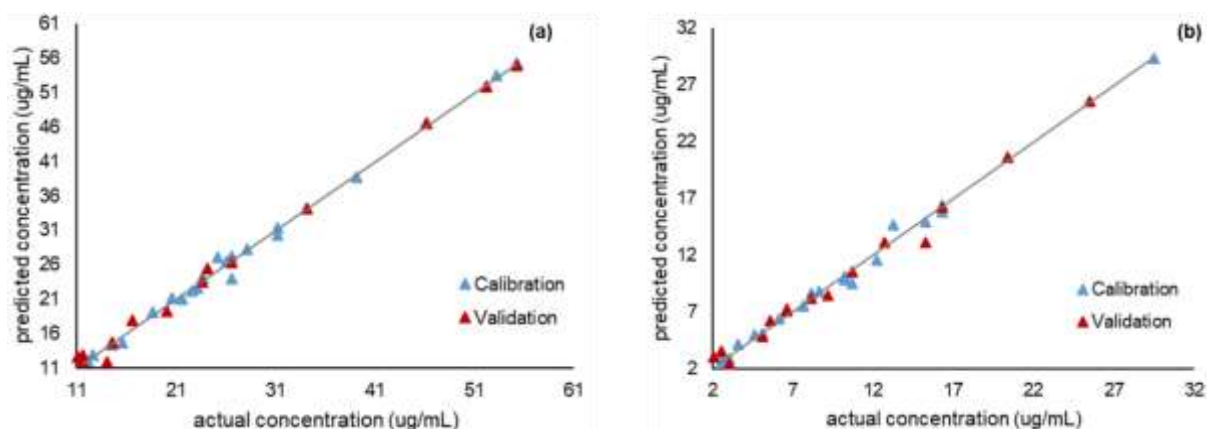 (a)
predicted concentration (ug/mL)
61
56
51
46
41
36
31
26
21
16
11
11 21 31 41 51 61
actual concentration (ug/mL)
Calibration
Validation
(b)
predicted concentration (ug/mL)
32
27
22
17
12
7
2
2 7 12 17 22 27 32
actual concentration (ug/mL)
Calibration
Validation